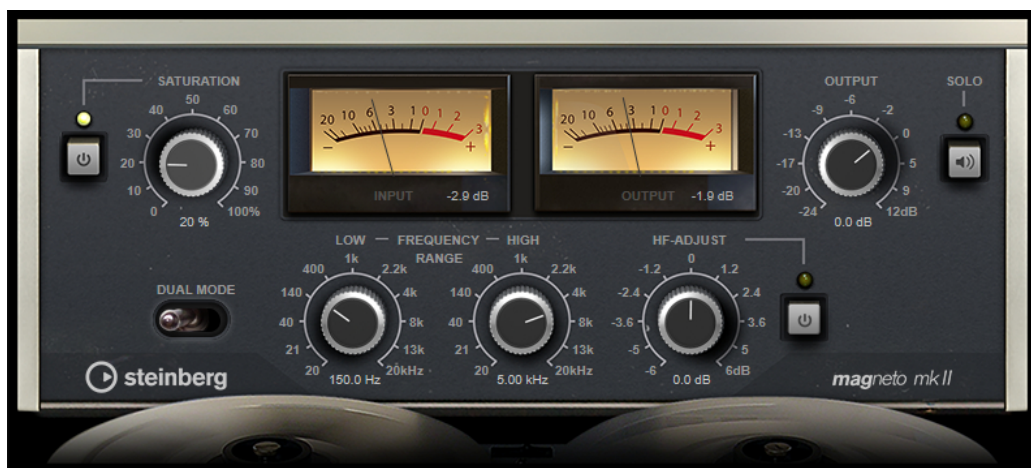 SATURATION
0 10 20 30 40 50 60 70 80 90 100%
20 %
20 10 6 3 1 0 1 2 3
- +
INPUT -2.9 dB
20 10 6 3 1 0 1 2 3
- +
OUTPUT -1.9 dB
OUTPUT
-24 -20 -17 -13 -9 -6 -2 0 5 9 12dB
0.0 dB
SOLO
DUAL MODE
LOW — FREQUENCY — HIGH
RANGE
20 21 40 140 400 1k 2.2k 4k 8k 13k 20kHz
150.0 Hz
20 21 40 140 400 1k 2.2k 4k 8k 13k 20kHz
5.00 kHz
HF-ADJUST
-6 -5 -3.6 -2.4 -1.2 0 1.2 2.4 3.6 5 6dB
0.0 dB
steinberg
magneto mkII